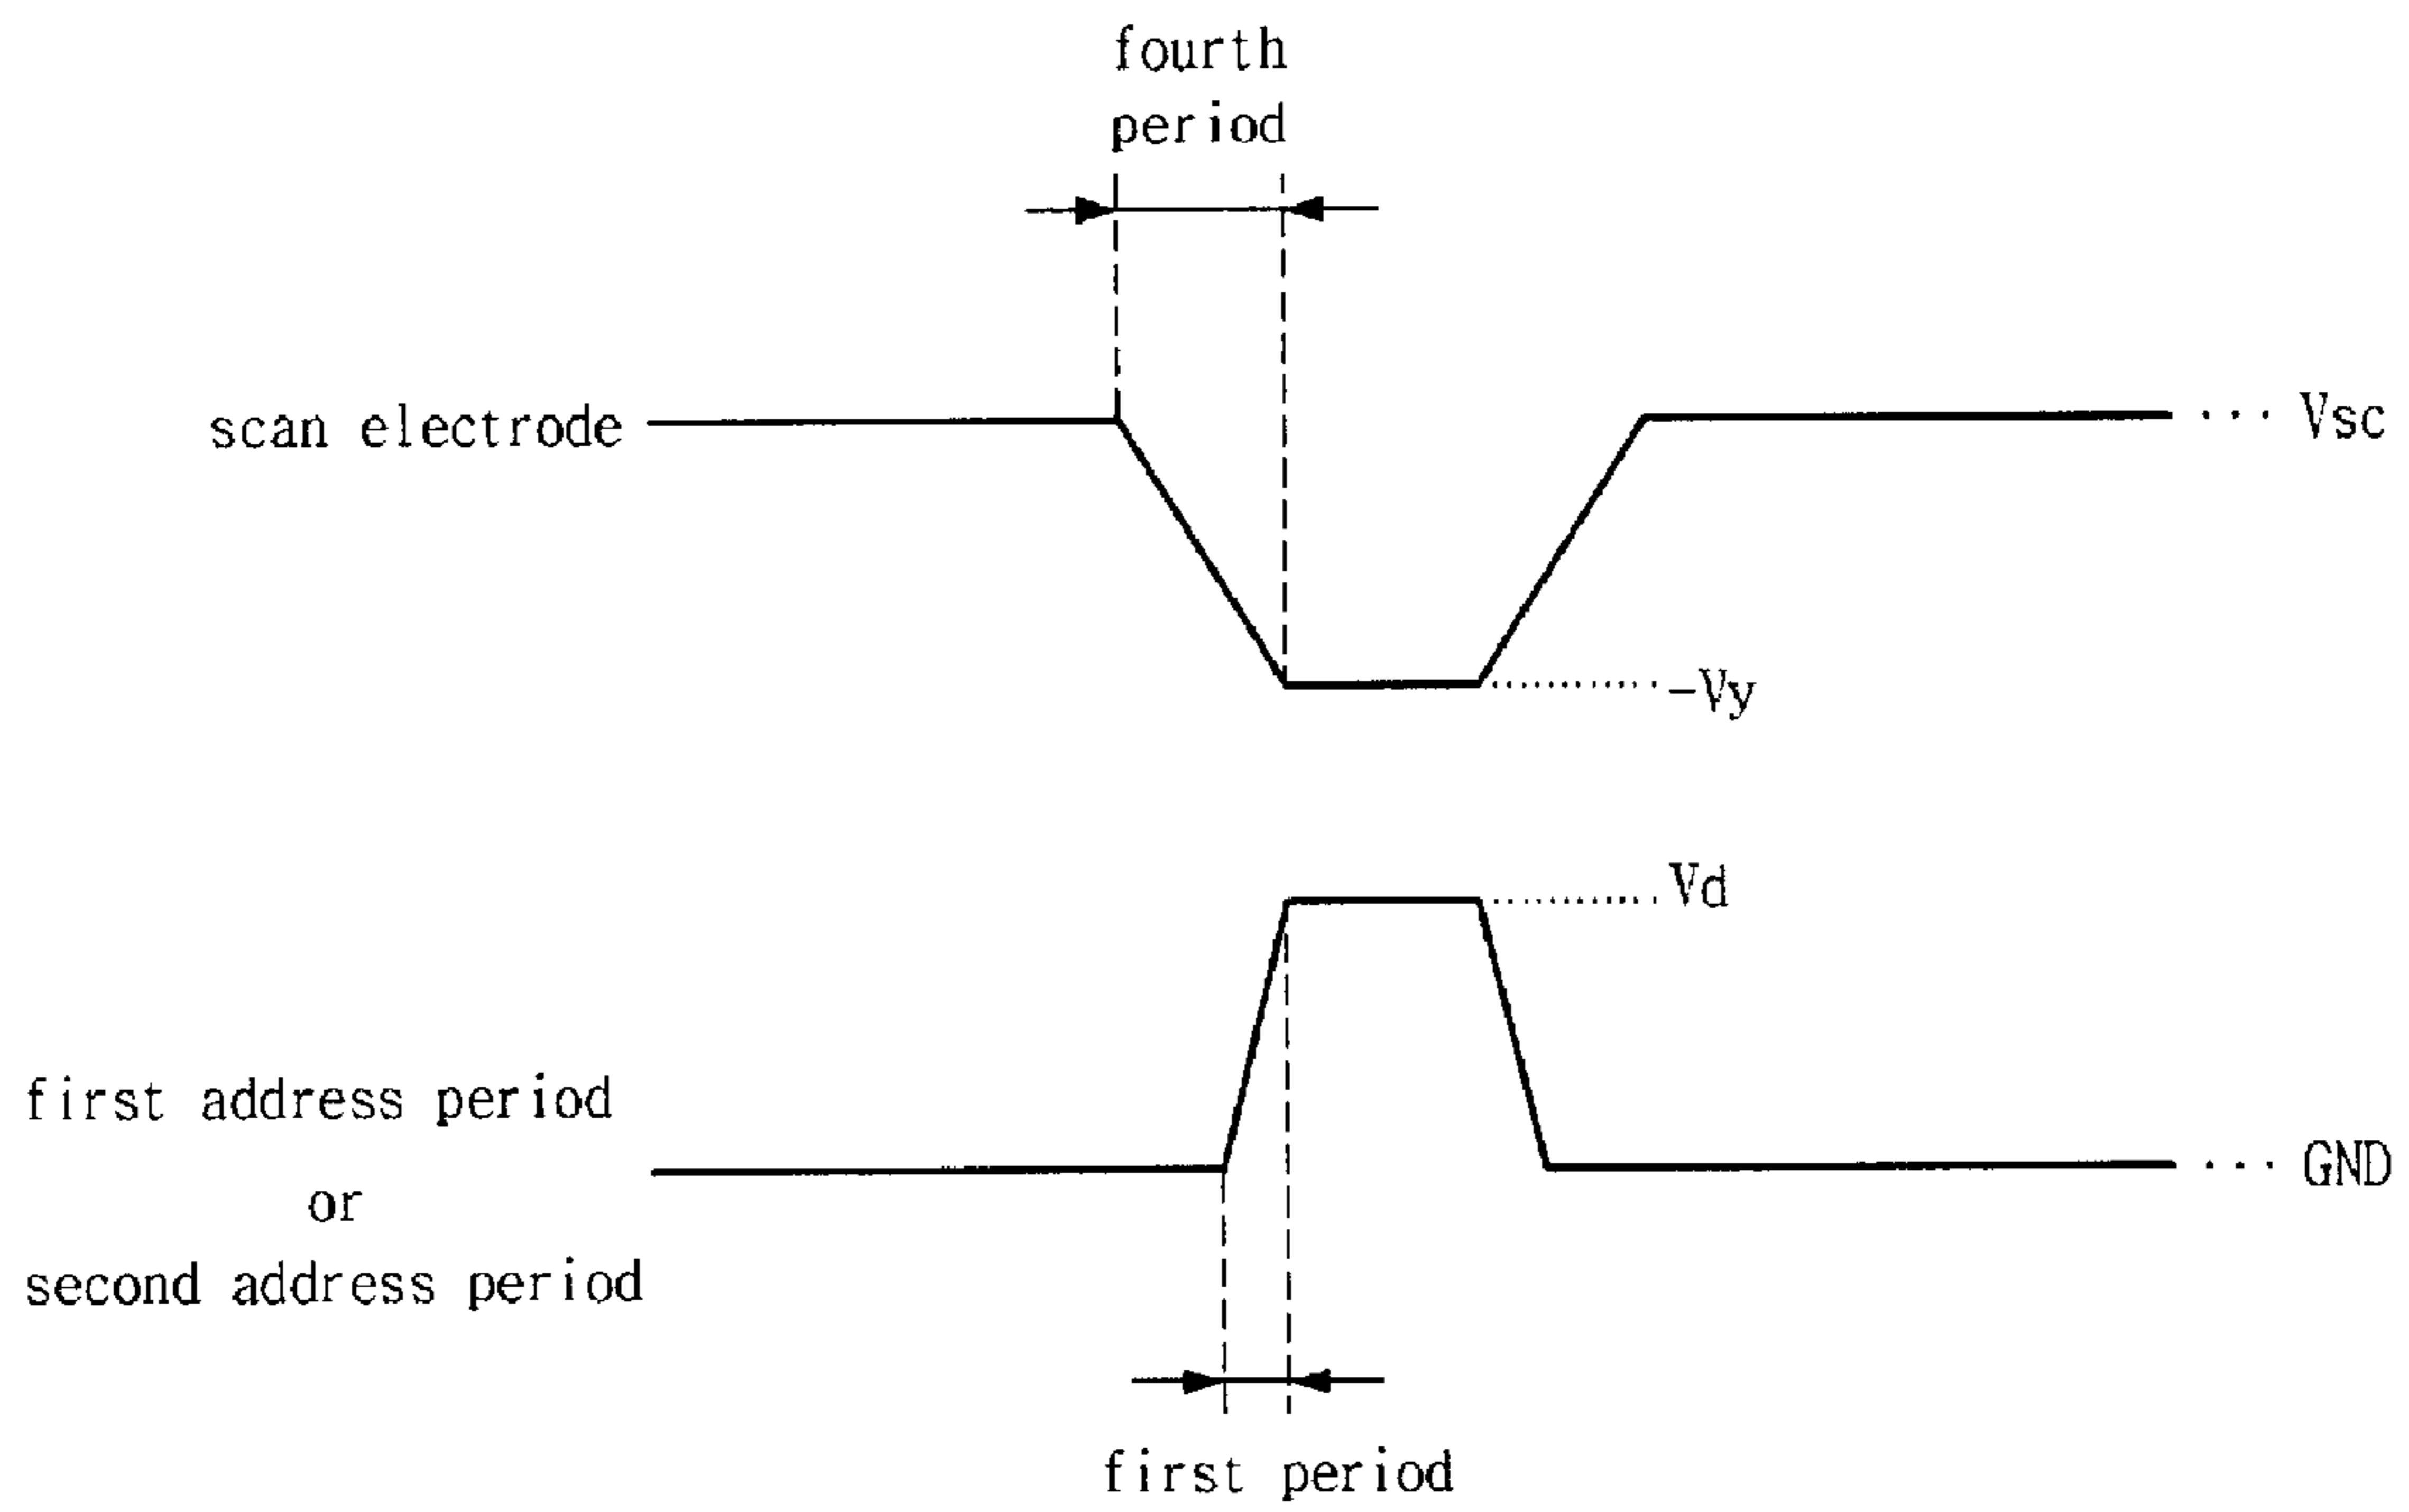 fourth
period
scan electrode
··· Vsc
-Vy
Vd
first address period
or
second address period
··· GND
first period